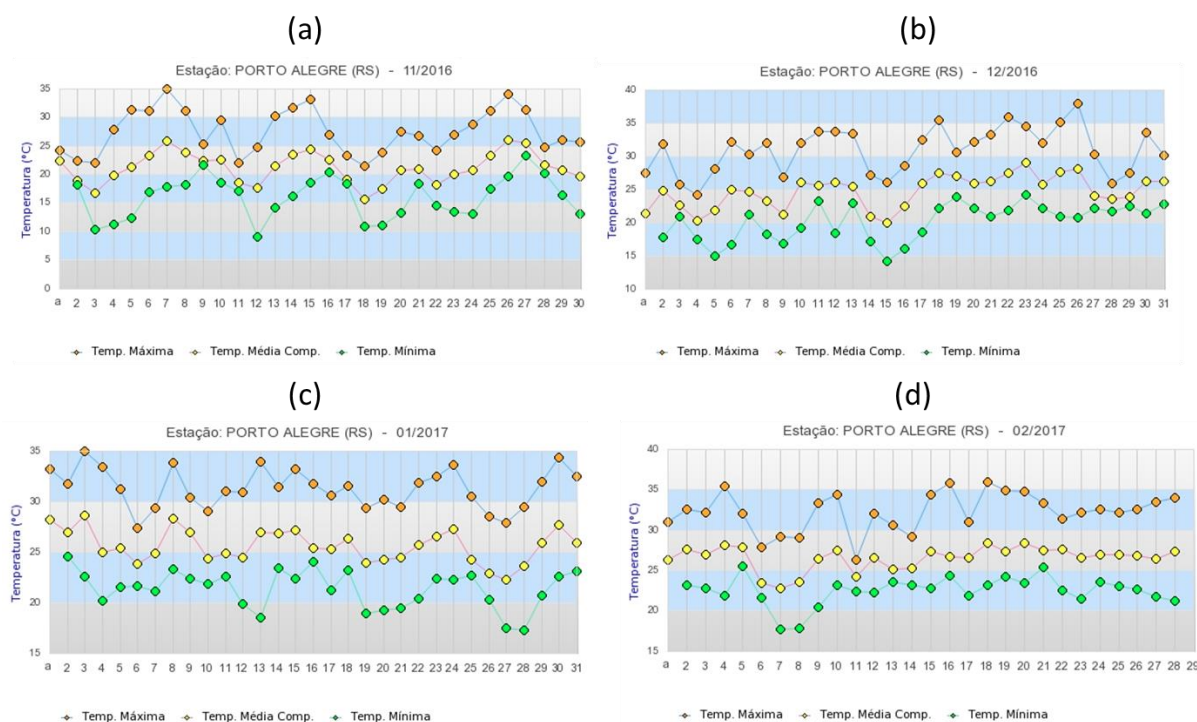 (a)
Estação: PORTO ALEGRE (RS) - 11/2016
Temperatura (°C)
35
30
25
20
15
10
5
0
a 2 3 4 5 6 7 8 9 10 11 12 13 14 15 16 17 18 19 20 21 22 23 24 25 26 27 28 29 30
Temp. Máxima Temp. Média Comp. Temp. Mínima
(b)
Estação: PORTO ALEGRE (RS) - 12/2016
Temperatura (°C)
40
35
30
25
20
15
10
a 2 3 4 5 6 7 8 9 10 11 12 13 14 15 16 17 18 19 20 21 22 23 24 25 26 27 28 29 30 31
Temp. Máxima Temp. Média Comp. Temp. Mínima
(c)
Estação: PORTO ALEGRE (RS) - 01/2017
Temperatura (°C)
35
30
25
20
15
a 2 3 4 5 6 7 8 9 10 11 12 13 14 15 16 17 18 19 20 21 22 23 24 25 26 27 28 29 30 31
Temp. Máxima Temp. Média Comp. Temp. Mínima
(d)
Estação: PORTO ALEGRE (RS) - 02/2017
Temperatura (°C)
40
35
30
25
20
15
a 2 3 4 5 6 7 8 9 10 11 12 13 14 15 16 17 18 19 20 21 22 23 24 25 26 27 28 29
Temp. Máxima Temp. Média Comp. Temp. Mínima